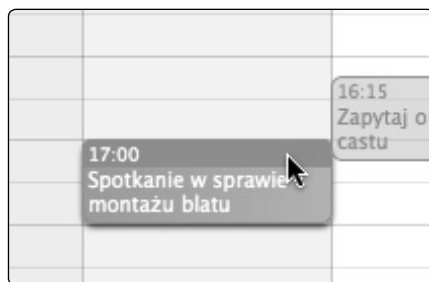 16:15
Zapytaj o
castu
17:00
Spotkanie w sprawie
montażu blatu